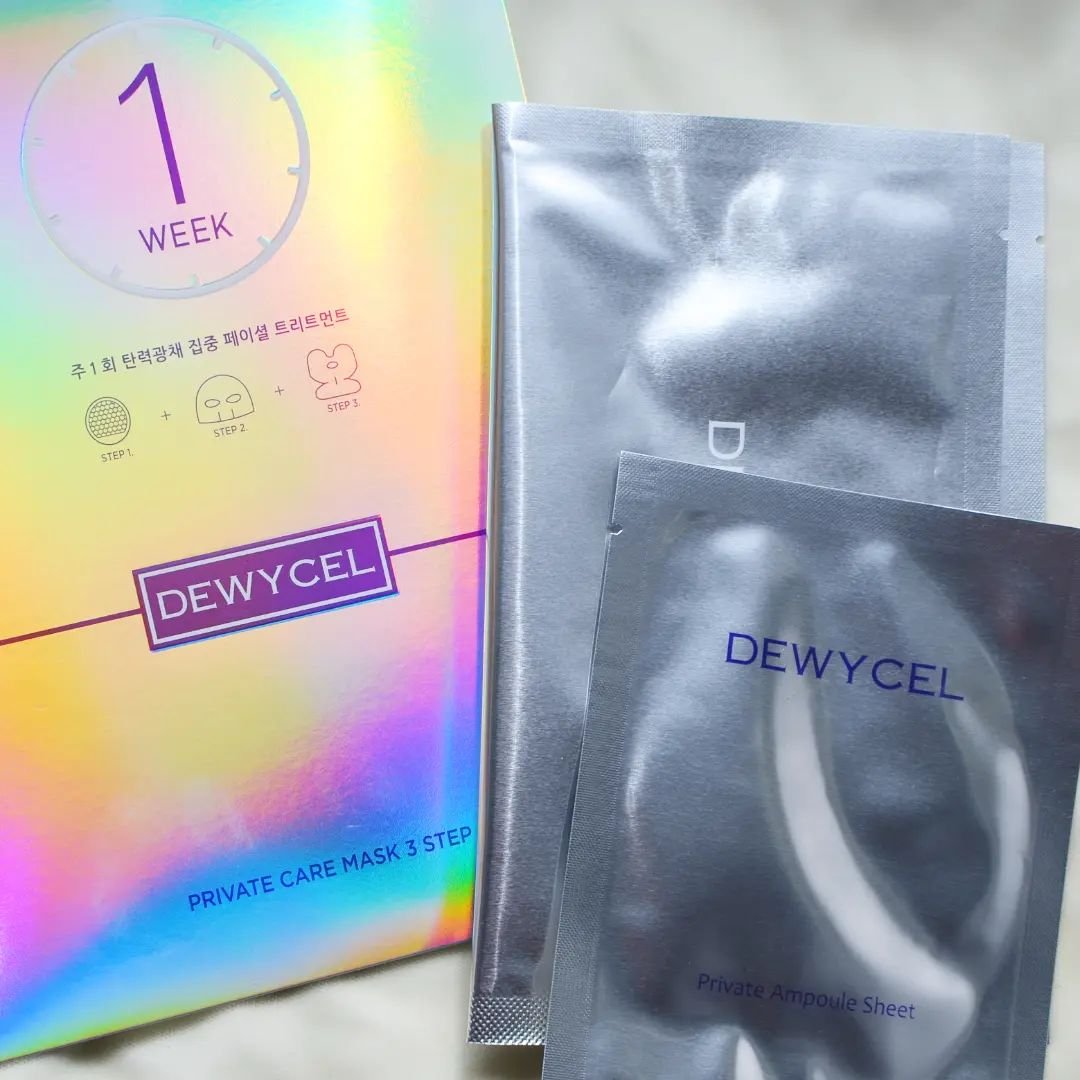 1
WEEK
주 1 회 탄력광채 집중 페이셜 트리트먼트
STEP 1.
+
STEP 2.
+
STEP 3.
DEWYCEL
PRIVATE CARE MASK 3 STEP
D
DEWYCEL
Private Ampoule Sheet